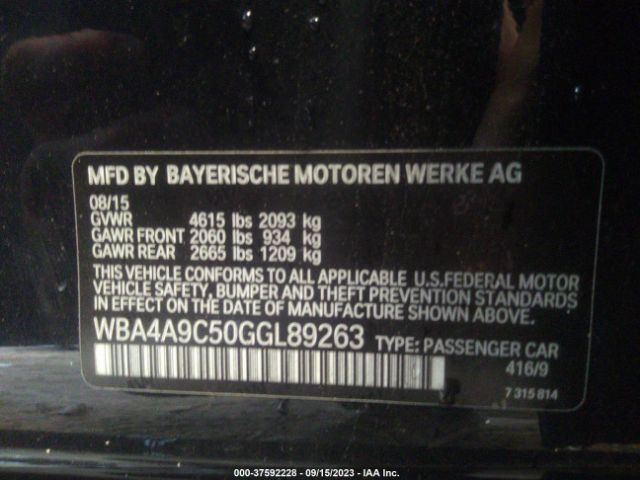 MFD BY BAYERISCHE MOTOREN WERKE AG
08/15
GVWR 4615 lbs 2093 kg
GAWR FRONT 2060 lbs 934 kg
GAWR REAR 2665 lbs 1209 kg
THIS VEHICLE CONFORMS TO ALL APPLICABLE U.S.FEDERAL MOTOR
VEHICLE SAFETY, BUMPER AND THEFT PREVENTION STANDARDS
IN EFFECT ON THE DATE OF MANUFACTURE SHOWN ABOVE.
WBA4A9C50GGL89263 TYPE: PASSENGER CAR
416/9
7 315 814
000-37592228 - 09/15/2023 - IAA Inc.